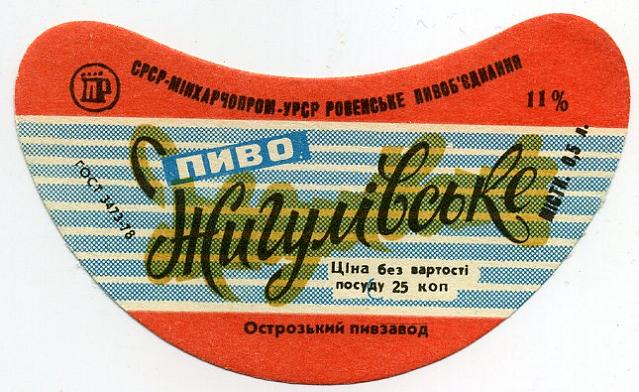 СРСР-МІНХАРЧОПРОМ-УРСР РОВЕНСЬКЕ ПИВОБ'ЄДНАННЯ
11%
ПИВО
Жигулівське
ГОСТ 3473-78
МІСТК. 0,5 л.
Ціна без вартості
посуду 25 коп
Острозький пивзавод